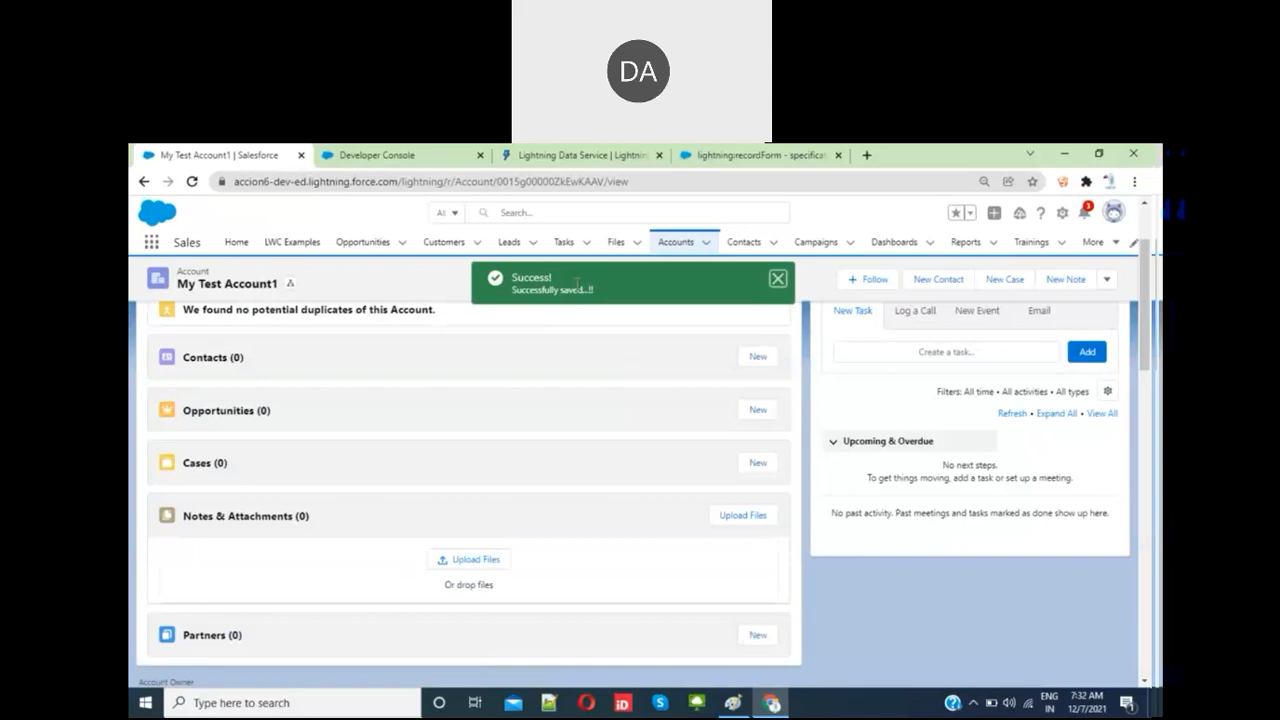 DA
My Test Account1 | Salesforce
Developer Console
Lightning Data Service | Lightnin
lightning:recordForm - specificat
accion6-dev-ed.lightning.force.com/lightning/r/Account/0015g00000ZkEwKAAV/view
All
Search...
3
Sales
Home
LWC Examples
Opportunities
Customers
Leads
Tasks
Files
Accounts
Contacts
Campaigns
Dashboards
Reports
Trainings
More
Account
My Test Account1
Success!
Successfully saved...!!
+ Follow
New Contact
New Case
New Note
We found no potential duplicates of this Account.
New Task
Log a Call
New Event
Email
Contacts (0)
New
Create a task...
Add
Opportunities (0)
New
Filters: All time • All activities • All types
Refresh • Expand All • View All
Cases (0)
New
Upcoming & Overdue
No next steps.
To get things moving, add a task or set up a meeting.
Notes & Attachments (0)
Upload Files
No past activity. Past meetings and tasks marked as done show up here.
Upload Files
Or drop files
Partners (0)
New
Account Owner
Type here to search
iD
ENG
IN
7:32 AM
12/7/2021
1